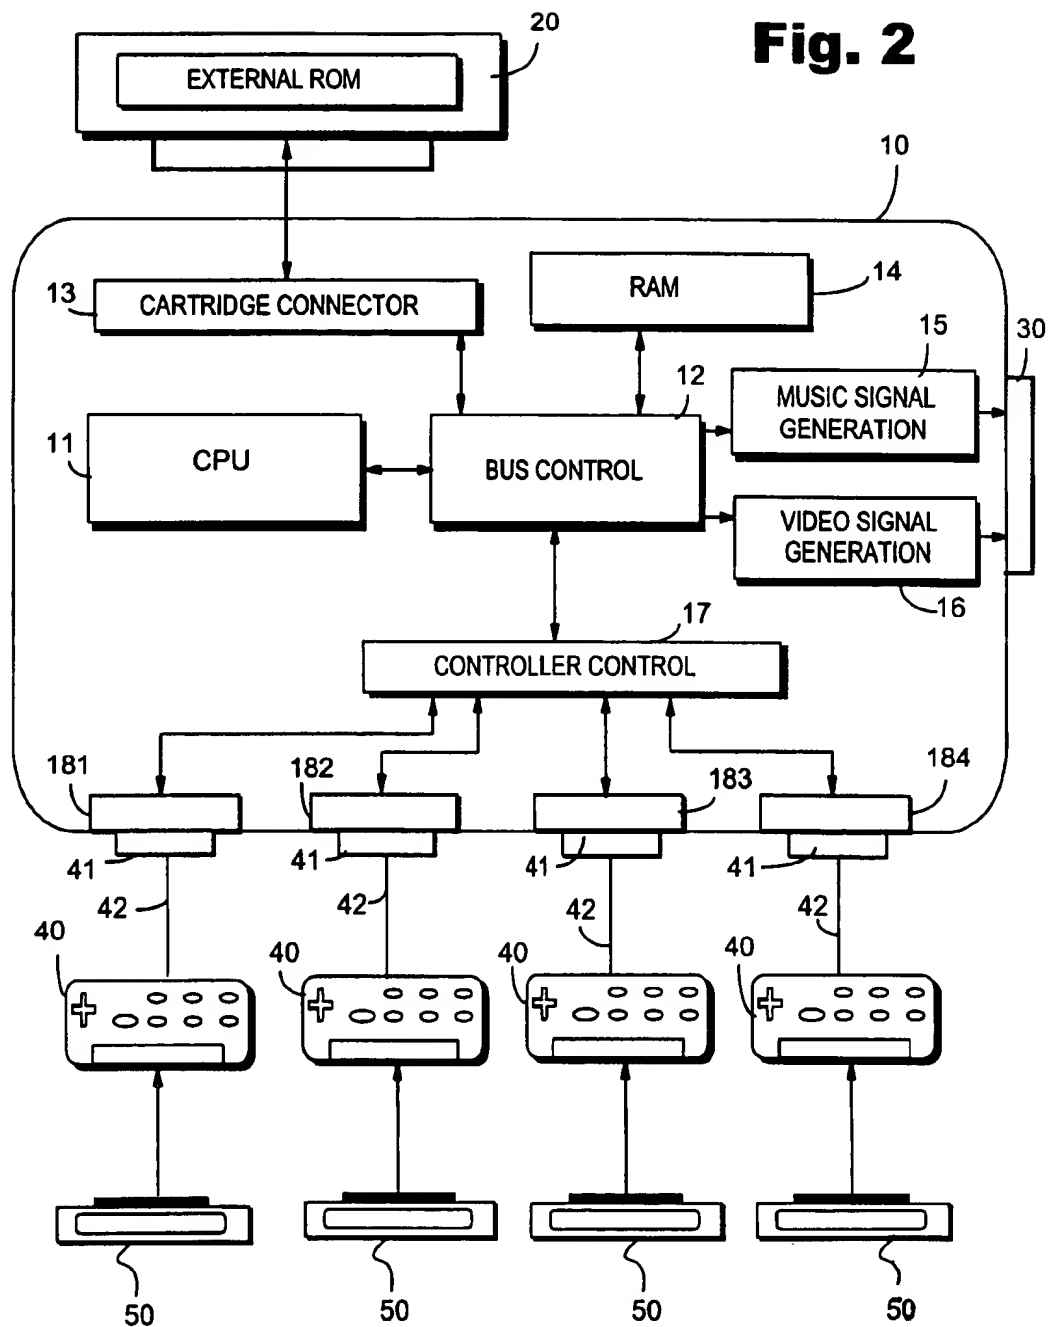 Fig. 2
20
EXTERNAL ROM
10
13
CARTRIDGE CONNECTOR
RAM
14
15
30
12
MUSIC SIGNAL
GENERATION
11
CPU
BUS CONTROL
VIDEO SIGNAL
GENERATION
16
17
CONTROLLER CONTROL
181
182
183
184
41
41
41
41
42
42
42
42
40
40
40
40
50
50
50
50